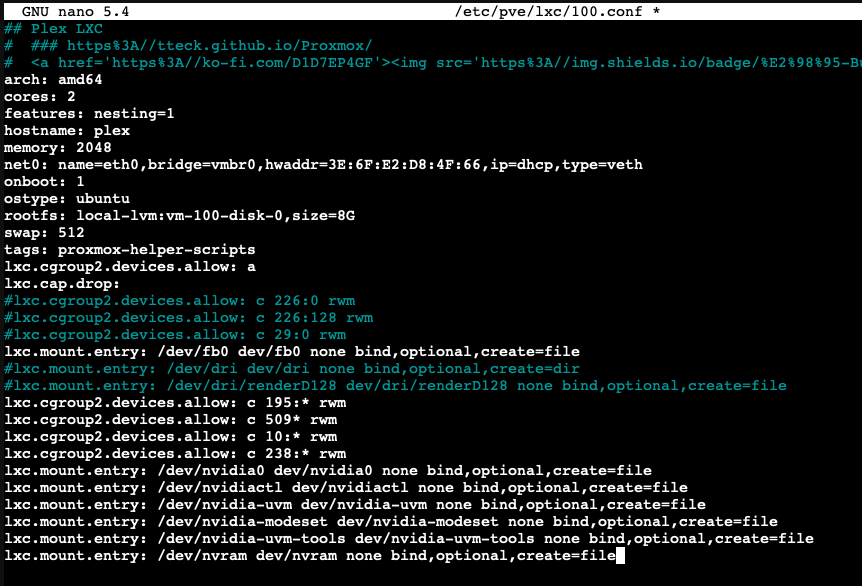 GNU nano 5.4 /etc/pve/lxc/100.conf *
## Plex LXC
# ### https%3A//tteck.github.io/Proxmox/
# <a href='https%3A//ko-fi.com/D1D7EP4GF'><img src='https%3A//img.shields.io/badge/%E2%98%95-Bu
arch: amd64
cores: 2
features: nesting=1
hostname: plex
memory: 2048
net0: name=eth0,bridge=vmbr0,hwaddr=3E:6F:E2:D8:4F:66,ip=dhcp,type=veth
onboot: 1
ostype: ubuntu
rootfs: local-lvm:vm-100-disk-0,size=8G
swap: 512
tags: proxmox-helper-scripts
lxc.cgroup2.devices.allow: a
lxc.cap.drop:
#lxc.cgroup2.devices.allow: c 226:0 rwm
#lxc.cgroup2.devices.allow: c 226:128 rwm
#lxc.cgroup2.devices.allow: c 29:0 rwm
lxc.mount.entry: /dev/fb0 dev/fb0 none bind,optional,create=file
#lxc.mount.entry: /dev/dri dev/dri none bind,optional,create=dir
#lxc.mount.entry: /dev/dri/renderD128 dev/dri/renderD128 none bind,optional,create=file
lxc.cgroup2.devices.allow: c 195:* rwm
lxc.cgroup2.devices.allow: c 509* rwm
lxc.cgroup2.devices.allow: c 10:* rwm
lxc.cgroup2.devices.allow: c 238:* rwm
lxc.mount.entry: /dev/nvidia0 dev/nvidia0 none bind,optional,create=file
lxc.mount.entry: /dev/nvidiactl dev/nvidiactl none bind,optional,create=file
lxc.mount.entry: /dev/nvidia-uvm dev/nvidia-uvm none bind,optional,create=file
lxc.mount.entry: /dev/nvidia-modeset dev/nvidia-modeset none bind,optional,create=file
lxc.mount.entry: /dev/nvidia-uvm-tools dev/nvidia-uvm-tools none bind,optional,create=file
lxc.mount.entry: /dev/nvram dev/nvram none bind,optional,create=file